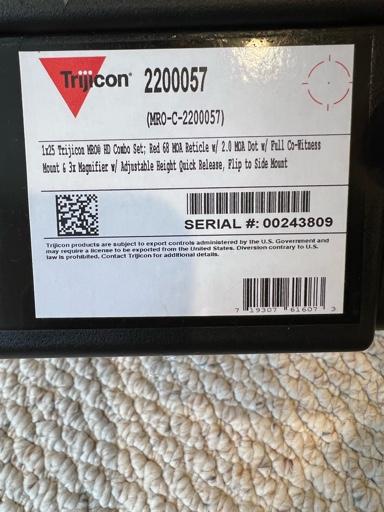 Trijicon® 2200057
(MRO-C-2200057)
1x25 Trijicon MRO® HD Combo Set; Red 68 MOA Reticle w/ 2.0 MOA Dot w/ Full Co-Witness
Mount & 3x Magnifier w/ Adjustable Height Quick Release, Flip to Side Mount
SERIAL #: 00243809
Trijicon products are subject to export controls administered by the U.S. Government and
may require a license to be exported from the United States. Diversion contrary to U.S.
law is prohibited. Contact Trijicon for additional details.
7 19307 61607 3